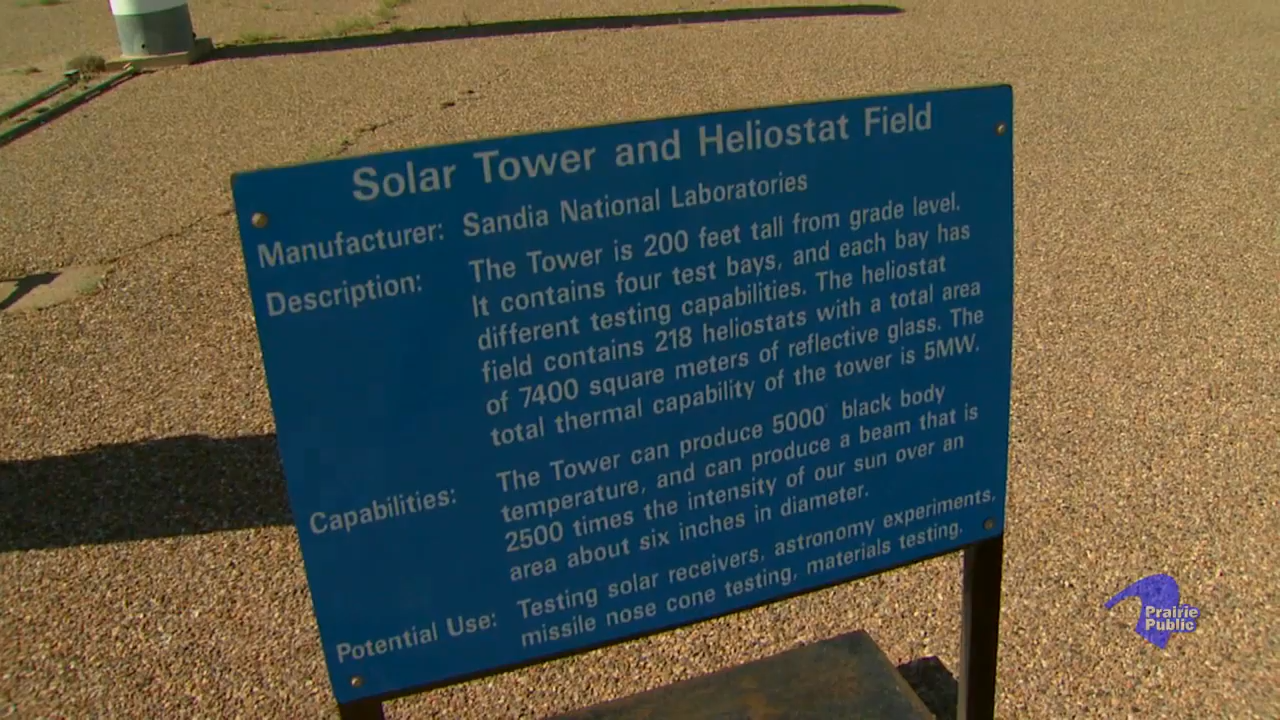 Solar Tower and Heliostat Field
Manufacturer: Sandia National Laboratories
Description: The Tower is 200 feet tall from grade level.
It contains four test bays, and each bay has
different testing capabilities. The heliostat
field contains 218 heliostats with a total area
of 7400 square meters of reflective glass. The
total thermal capability of the tower is 5MW.
Capabilities: The Tower can produce 5000° black body
temperature, and can produce a beam that is
2500 times the intensity of our sun over an
area about six inches in diameter.
Potential Use: Testing solar receivers, astronomy experiments,
missile nose cone testing, materials testing.
Prairie
Public